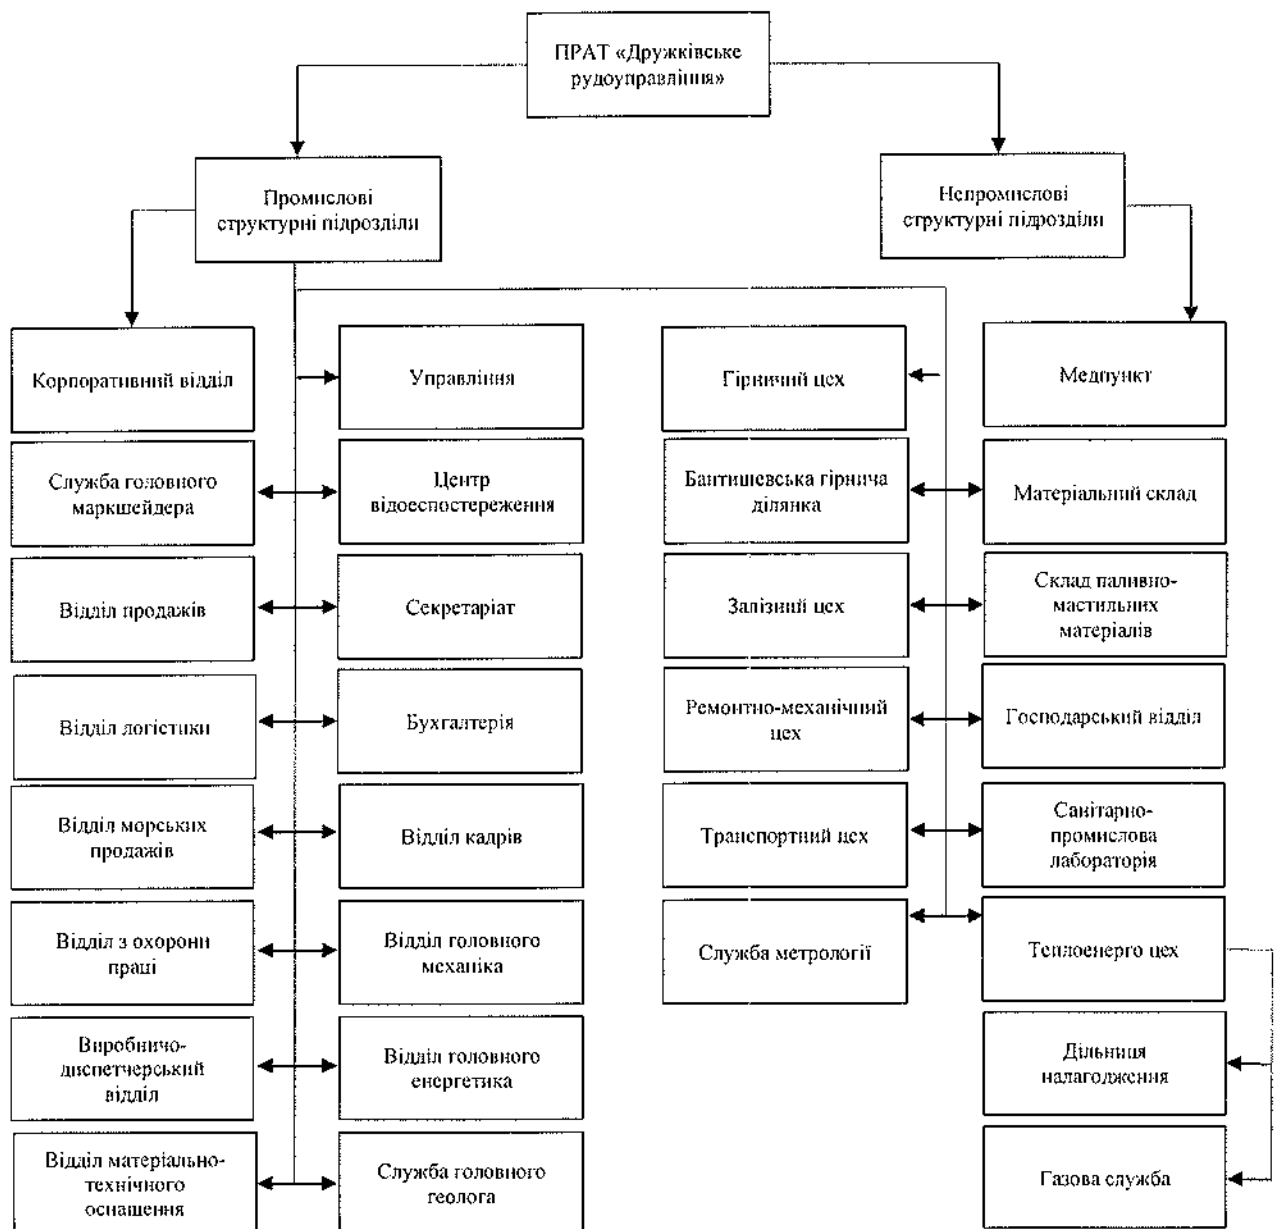 ПРАТ «Дружківське
рудоуправління»
Промислові
структурні підрозділи
Непромислові
структурні підрозділи
Корпоративний відділ
Управління
Гірничий цех
Медпункт
Служба головного
маркшейдера
Центр
відоеспостереження
Бантишевська гірнича
ділянка
Матеріальний склад
Відділ продажів
Секретаріат
Залізний цех
Склад паливно-
мастильних
матеріалів
Відділ логістики
Бухгалтерія
Ремонтно-механічний
цех
Господарський відділ
Відділ морських
продажів
Відділ кадрів
Транспортний цех
Санітарно-
промислова
лабораторія
Відділ з охорони
праці
Відділ головного
механіка
Служба метрології
Теплоенерго цех
Виробничо-
диспетчерський
відділ
Відділ головного
енергетика
Дільниця
налагодження
Відділ матеріально-
технічного
оснащення
Служба головного
геолога
Газова служба